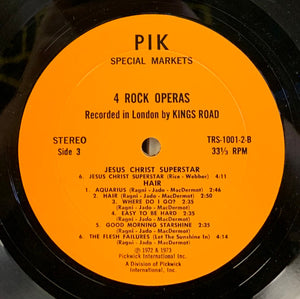 PIK
SPECIAL MARKETS
4 ROCK OPERAS
Recorded in London by KINGS ROAD
STEREO
Side 3
TRS-1001-2-B
33⅓ RPM
JESUS CHRIST SUPERSTAR
6. JESUS CHRIST SUPERSTAR (Rice - Webber) 4:11
HAIR
1. AQUARIUS (Ragni - Jado - MacDermot) 2:46
2. HAIR (Ragni - Jado - MacDermot) 2:50
3. WHERE DO I GO? 2:35
(Ragni - Jado - MacDermot)
4. EASY TO BE HARD 2:35
(Ragni - Jado - MacDermot)
5. GOOD MORNING STARSHINE 2:35
(Ragni - Jado - MacDermot)
6. THE FLESH FAILURES (Let The Sunshine In) 4:14
(Ragni - Jado - MacDermot)
℗ 1972 & 1973
Pickwick International, Inc.
A Division of Pickwick
International, Inc.